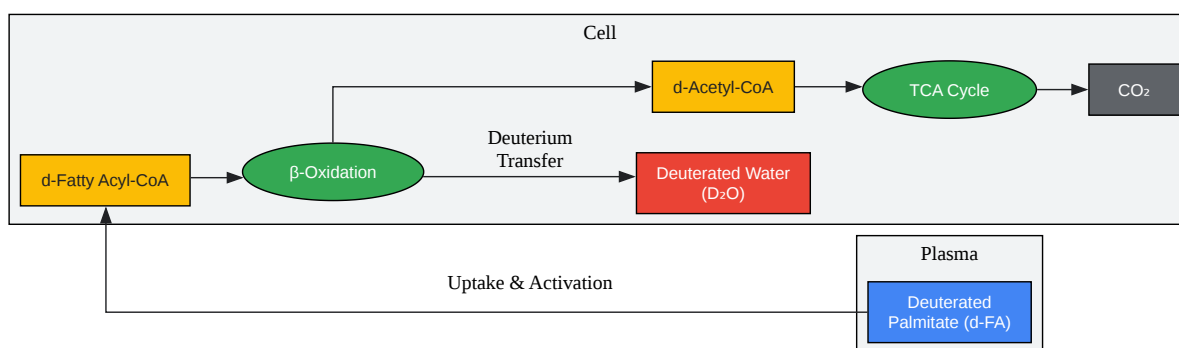 Cell
d-Acetyl-CoA
TCA Cycle
CO₂
Deuterium
Transfer
d-Fatty Acyl-CoA
β-Oxidation
Deuterated Water
(D₂O)
Plasma
Uptake & Activation
Deuterated
Palmitate (d-FA)